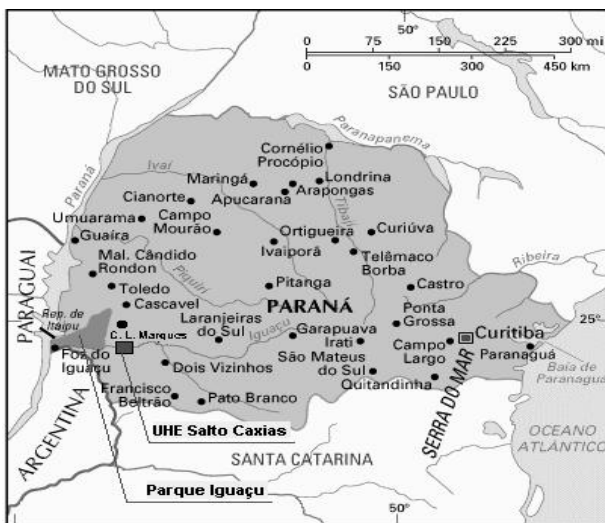 50°
0 75 150 225 300 mi
0 150 300 450 km
MATO GROSSO
DO SUL
SÃO PAULO
Paranapanema
Cornélio
Procópio
Paraná
Ivaí
Maringá
Londrina
Arapongas
Apucarana
Cianorte
Tibaji
Umuarama
Campo
Mourão
Ortigueira
Curiúva
Guaíra
Ivaiporã
Telêmaco
Borba
Ribeira
Mal. Cândido
Rondon
Piquiri
PARAGUAI
Toledo
Pitanga
Castro
Cascavel
PARANÁ
Rep. de
Itaipu
Laranjeiras
do Sul
Iguaçu
Garapuava
Ponta
Grossa
25°
C. L. Marques
Irati
Curitiba
Foz do
Iguaçu
São Mateus
do Sul
Campo
Largo
Paranaguá
Dois Vizinhos
Quitandinha
Baía de
Paranaguá
Francisco
Beltrão
Pato Branco
SERRA DO MAR
ARGENTINA
UHE Salto Caxias
OCEANO
ATLÂNTICO
SANTA CATARINA
Parque Iguaçu
50°